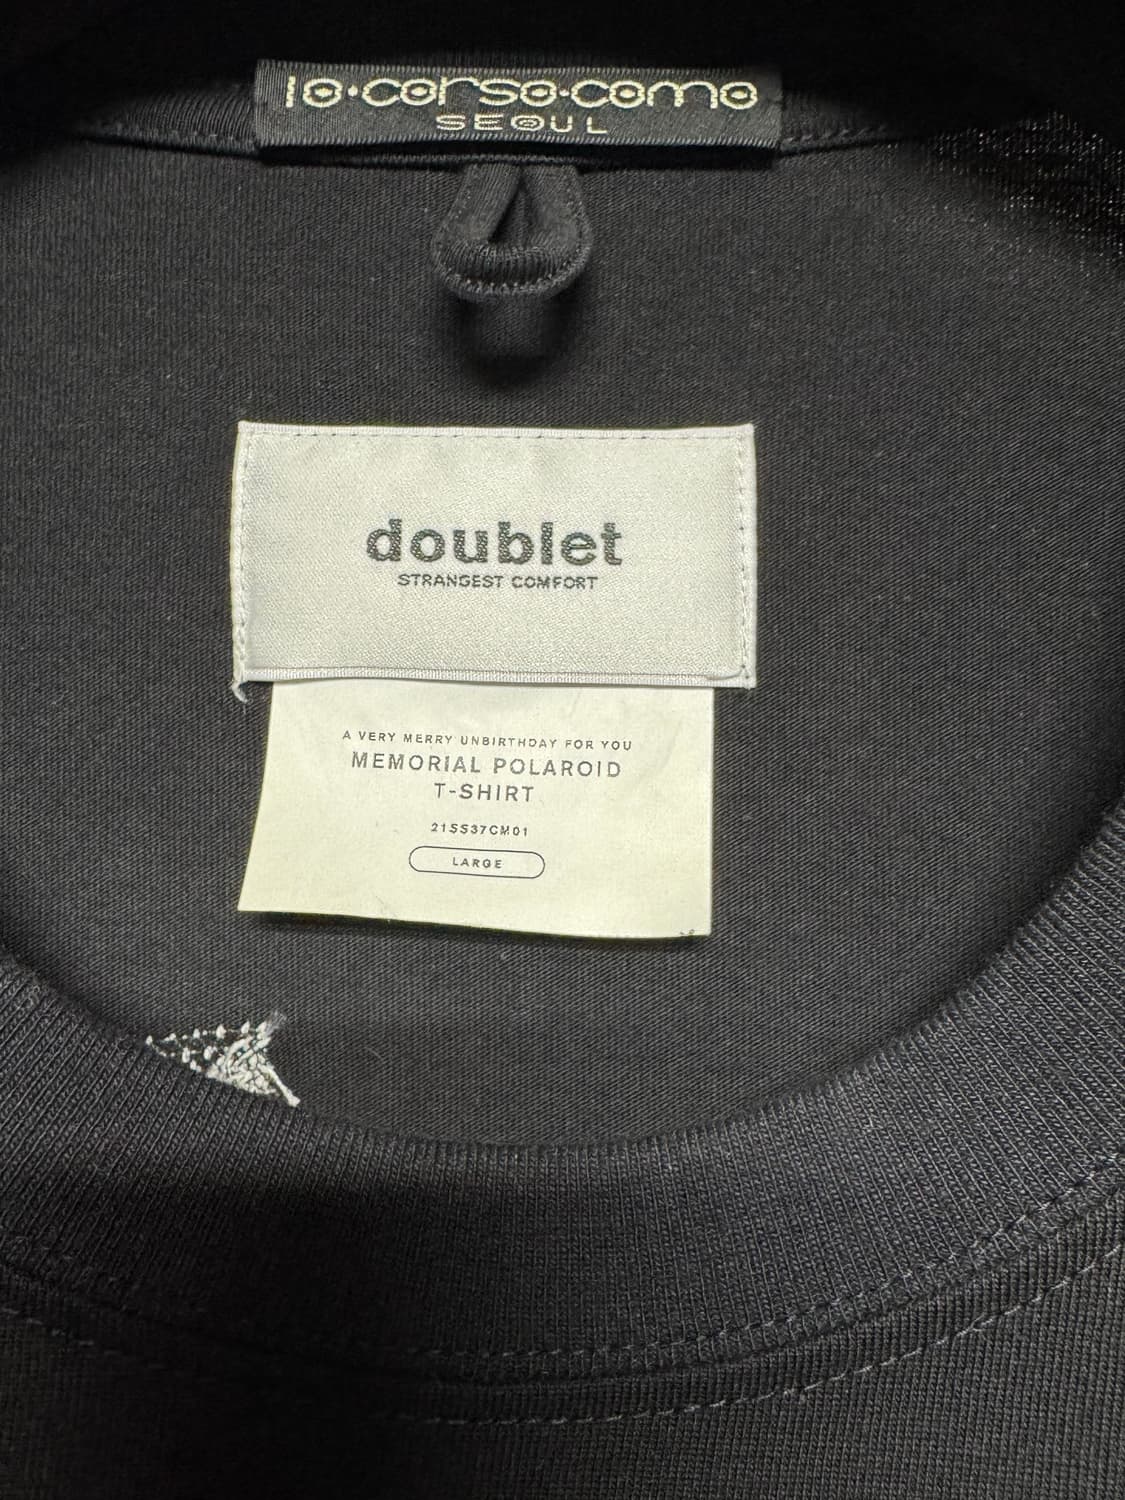 10·corso·como
SEOUL
doublet
STRANGEST COMFORT
A VERY MERRY UNBIRTHDAY FOR YOU
MEMORIAL POLAROID
T-SHIRT
21SS37CM01
LARGE